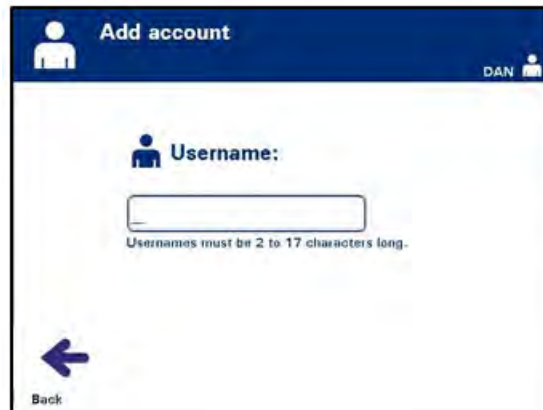 Add account
DAN
Username:
_
Usernames must be 2 to 17 characters long.
Back